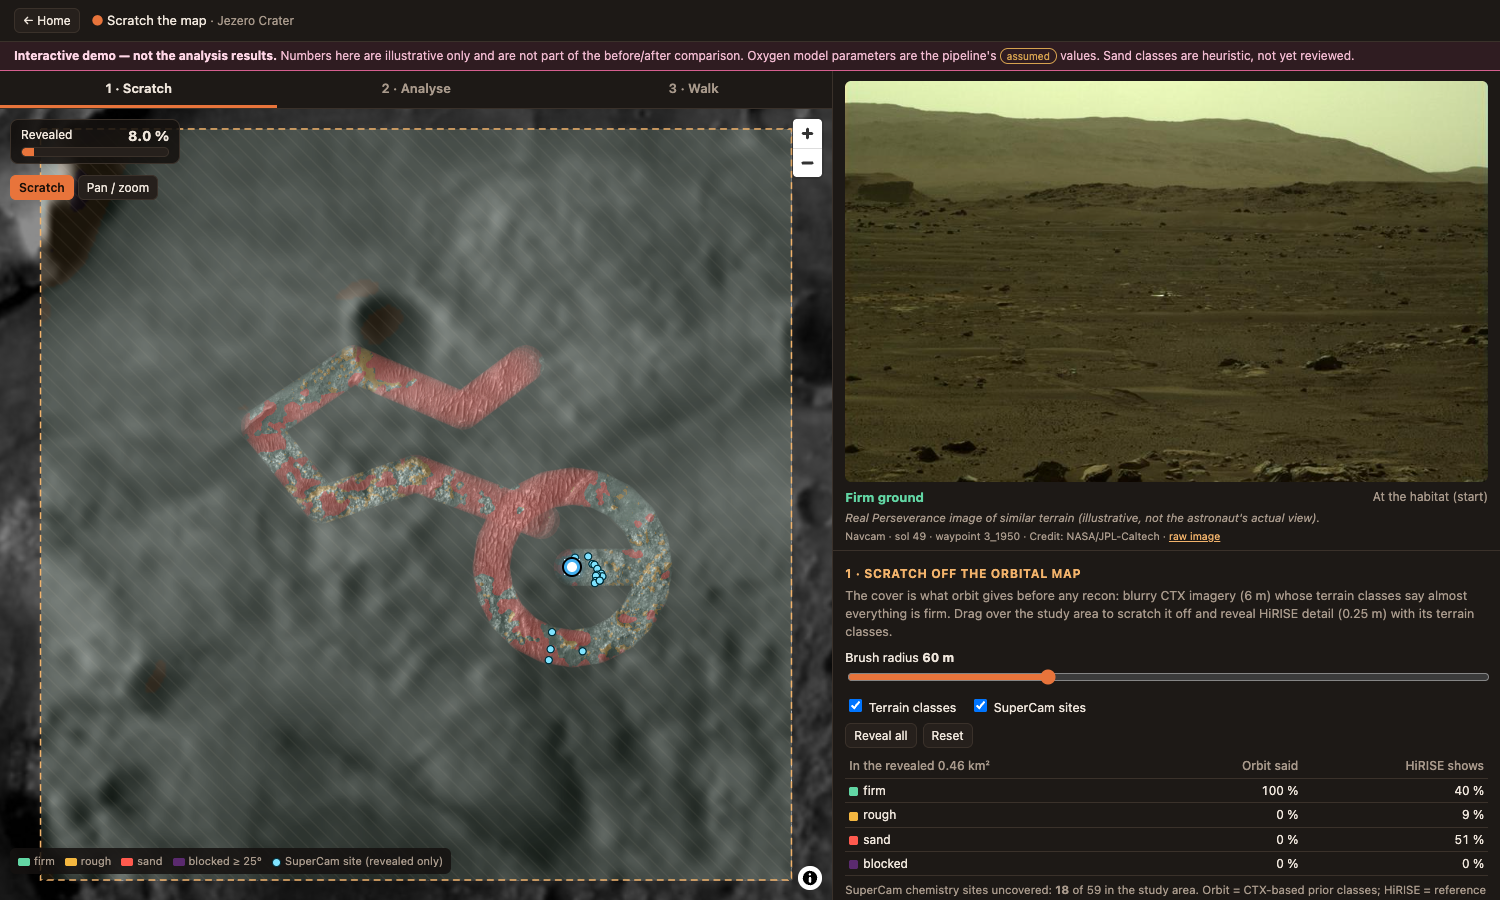 ← Home
Scratch the map · Jezero Crater
Interactive demo — not the analysis results. Numbers here are illustrative only and are not part of the before/after comparison. Oxygen model parameters are the pipeline's assumed values. Sand classes are heuristic, not yet reviewed.
1 · Scratch
2 · Analyse
3 · Walk
Revealed 8.0 %
Scratch
Pan / zoom
+
−
firm
rough
sand
blocked ≥ 25°
SuperCam site (revealed only)
Firm ground
At the habitat (start)
Real Perseverance image of similar terrain (illustrative, not the astronaut's actual view).
Navcam · sol 49 · waypoint 3_1950 · Credit: NASA/JPL-Caltech · raw image
1 · SCRATCH OFF THE ORBITAL MAP
The cover is what orbit gives before any recon: blurry CTX imagery (6 m) whose terrain classes say almost
everything is firm. Drag over the study area to scratch it off and reveal HiRISE detail (0.25 m) with its terrain
classes.
Brush radius 60 m
Terrain classes
SuperCam sites
Reveal all
Reset
In the revealed 0.46 km² Orbit said HiRISE shows
firm 100 % 40 %
rough 0 % 9 %
sand 0 % 51 %
blocked 0 % 0 %
SuperCam chemistry sites uncovered: 18 of 59 in the study area. Orbit = CTX-based prior classes; HiRISE = reference